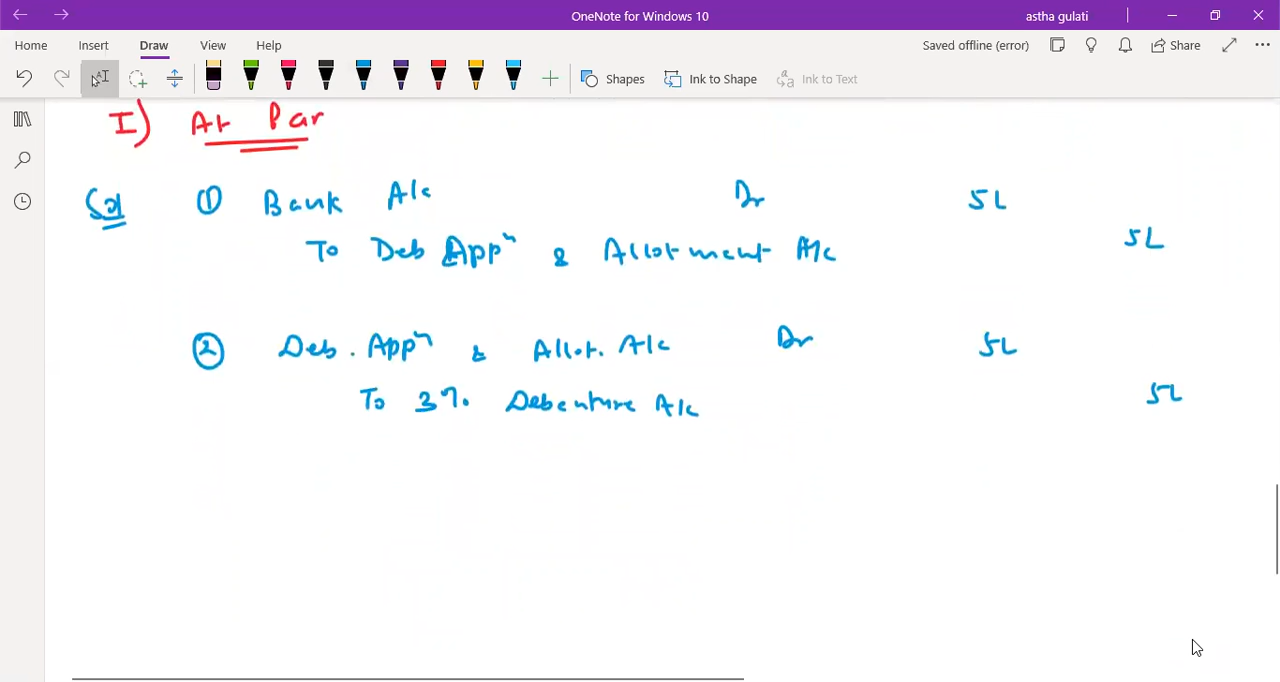 OneNote for Windows 10
astha gulati
Home Insert Draw View Help
Saved offline (error)
Share
Shapes
Ink to Shape
Ink to Text
I) At Par
Sol ① Bank A/c Dr 5L
To Deb Appn & Allotment A/c 5L
② Deb. Appn & Allot. A/c Dr 5L
To 3% Debenture A/c 5L